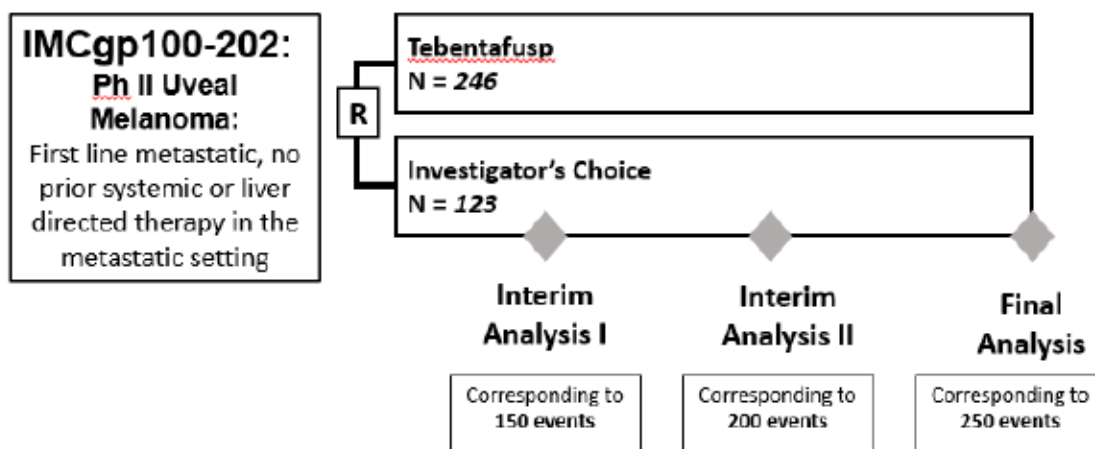 IMCgp100-202:
Ph II Uveal
Melanoma:
First line metastatic, no
prior systemic or liver
directed therapy in the
metastatic setting
R
Tebentafusp
N = 246
Investigator's Choice
N = 123
Interim
Analysis I
Interim
Analysis II
Final
Analysis
Corresponding to
150 events
Corresponding to
200 events
Corresponding to
250 events